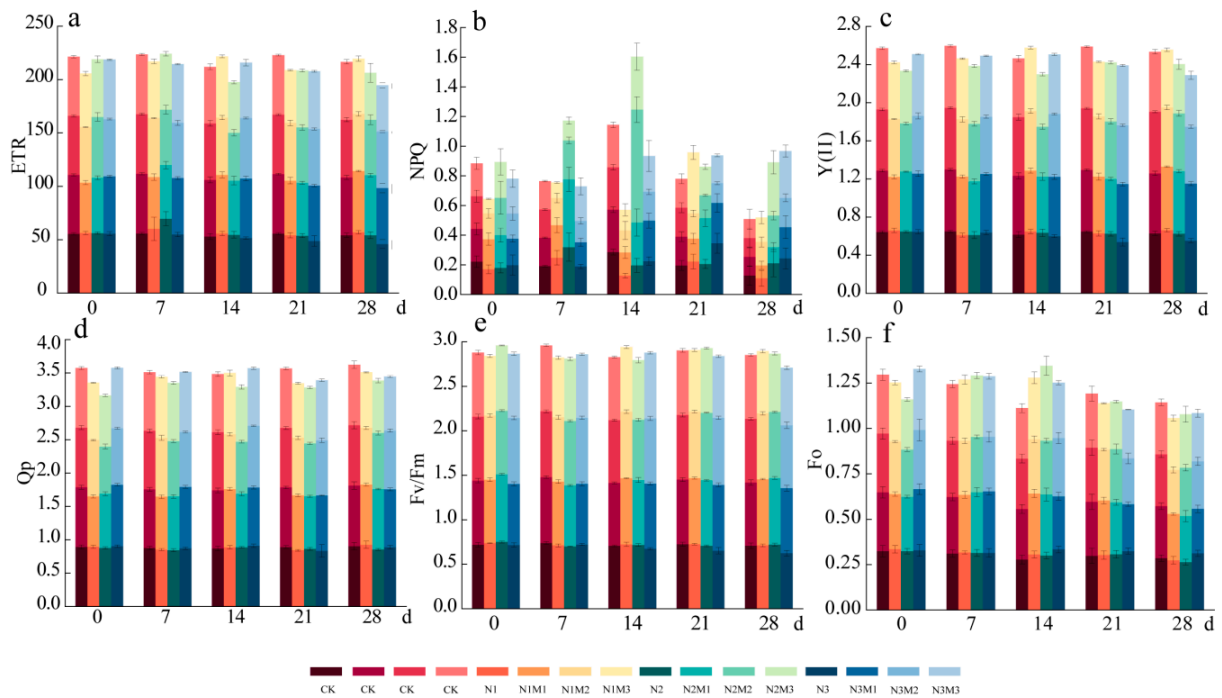 a
250
200
150
100
50
0
ETR
0 7 14 21 28 d
b
1.8
1.6
1.4
1.2
1.0
0.8
0.6
0.4
0.2
0.0
NPQ
0 7 14 21 28 d
c
2.8
2.4
2.0
1.6
1.2
0.8
0.4
0.0
Y(II)
0 7 14 21 28 d
d
4.0
3.5
3.0
2.5
2.0
1.5
1.0
0.5
0.0
Qp
0 7 14 21 28 d
e
3.0
2.5
2.0
1.5
1.0
0.5
0.0
Fv/Fm
0 7 14 21 28 d
f
1.50
1.25
1.00
0.75
0.50
0.25
0.00
Fo
0 7 14 21 28 d
CK CK CK CK N1 N1M1 N1M2 N1M3 N2 N2M1 N2M2 N2M3 N3 N3M1 N3M2 N3M3